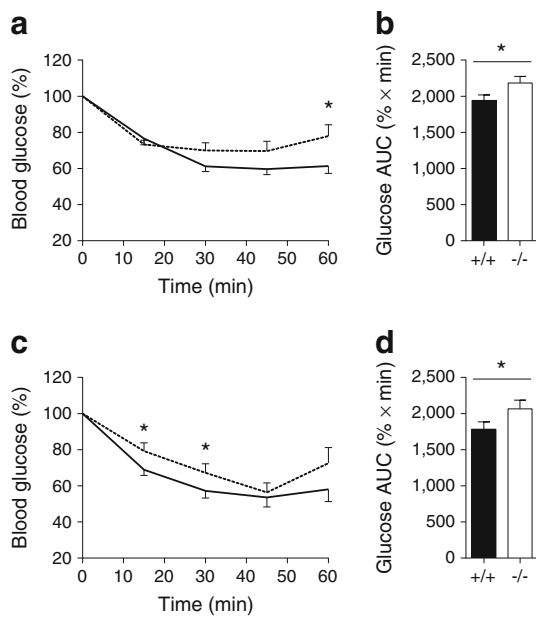 a
Blood glucose (%)
120
100
80
60
40
20
*
0 10 20 30 40 50 60
Time (min)
b
Glucose AUC (% × min)
2,500
2,000
1,500
1,000
500
0
*
+/+ -/-
c
Blood glucose (%)
120
100
80
60
40
20
* *
0 10 20 30 40 50 60
Time (min)
d
Glucose AUC (% × min)
2,500
2,000
1,500
1,000
500
0
*
+/+ -/-